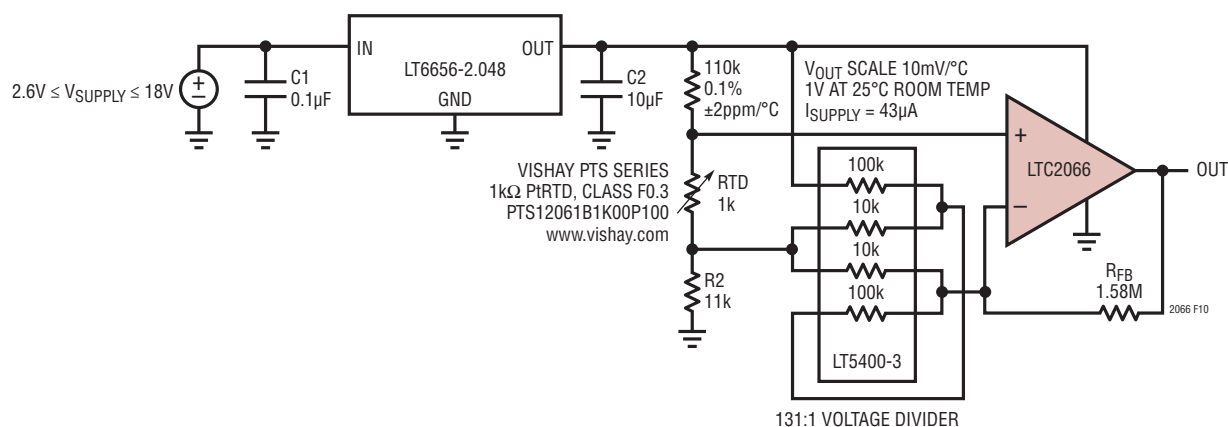 2.6V ≤ VSUPPLY ≤ 18V
+
–
C1
0.1µF
IN
OUT
LT6656-2.048
GND
C2
10µF
110k
0.1%
±2ppm/°C
VOUT SCALE 10mV/°C
1V AT 25°C ROOM TEMP
ISUPPLY = 43µA
VISHAY PTS SERIES
1kΩ PtRTD, CLASS F0.3
PTS12061B1K00P100
www.vishay.com
RTD
1k
R2
11k
100k
10k
10k
100k
LT5400-3
131:1 VOLTAGE DIVIDER
+
–
LTC2066
OUT
RFB
1.58M
2066 F10